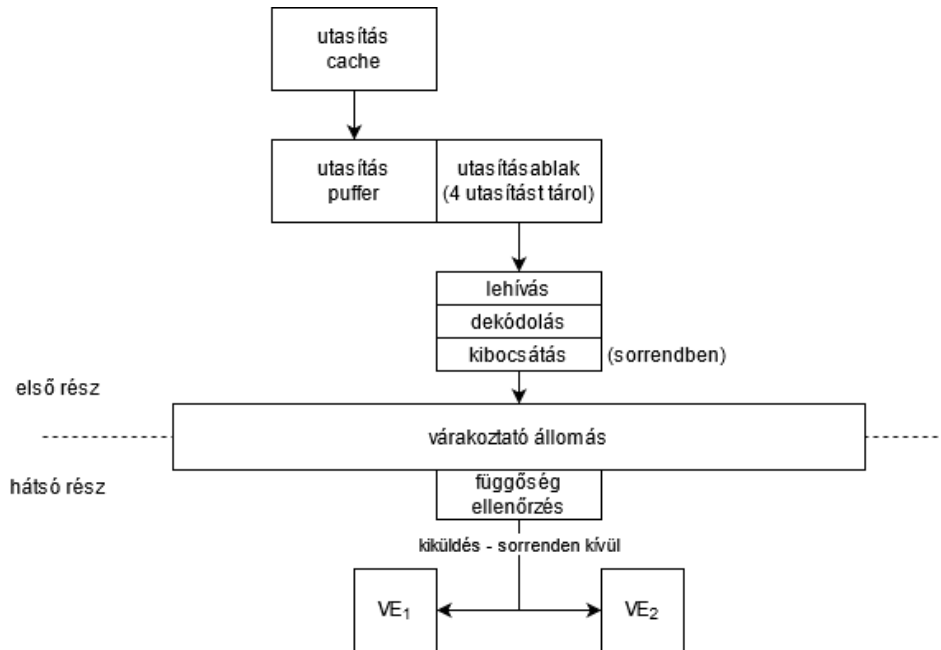 utasítás
cache
utasítás
puffer
utasításablak
(4 utasítást tárol)
lehívás
dekódolás
kibocsátás
(sorrendben)
első rész
várakoztató állomás
hátsó rész
függőség
ellenőrzés
kiküldés - sorrenden kívül
VE1
VE2